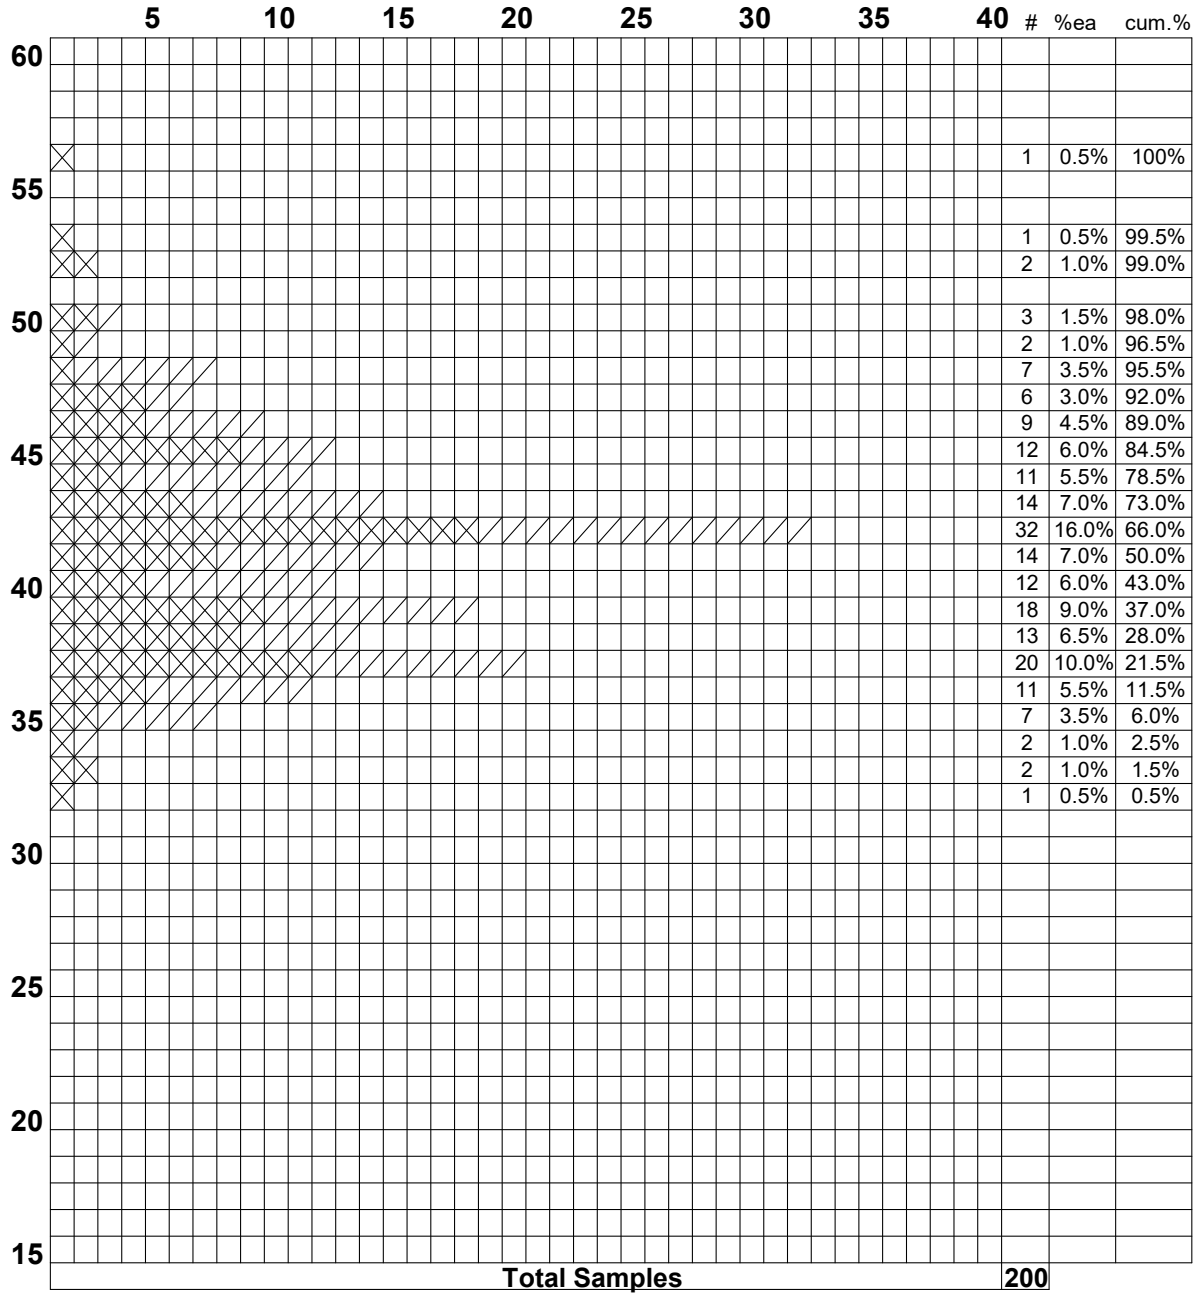 5 10 15 20 25 30 35 40 # %ea cum.%
60
1 0.5% 100%
55
1 0.5% 99.5%
2 1.0% 99.0%
50 3 1.5% 98.0%
2 1.0% 96.5%
7 3.5% 95.5%
6 3.0% 92.0%
9 4.5% 89.0%
45 12 6.0% 84.5%
11 5.5% 78.5%
14 7.0% 73.0%
32 16.0% 66.0%
14 7.0% 50.0%
40 12 6.0% 43.0%
18 9.0% 37.0%
13 6.5% 28.0%
20 10.0% 21.5%
11 5.5% 11.5%
35 7 3.5% 6.0%
2 1.0% 2.5%
2 1.0% 1.5%
1 0.5% 0.5%
30
25
20
15
Total Samples 200